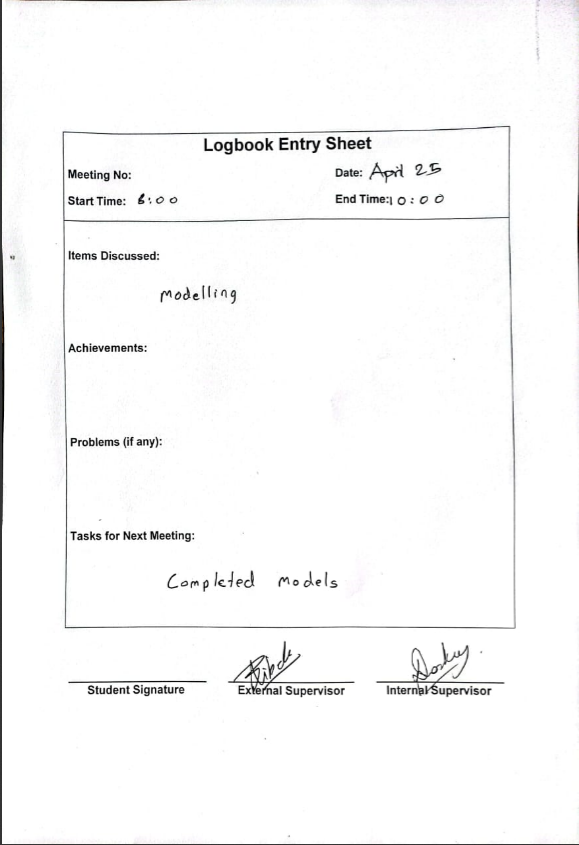 Logbook Entry Sheet
Meeting No:
Date: April 25
Start Time: :00
End Time: 10:00
Items Discussed:
Modelling
Achievements:
Problems (if any):
Tasks for Next Meeting:
Completed models
Student Signature
External Supervisor
Internal Supervisor